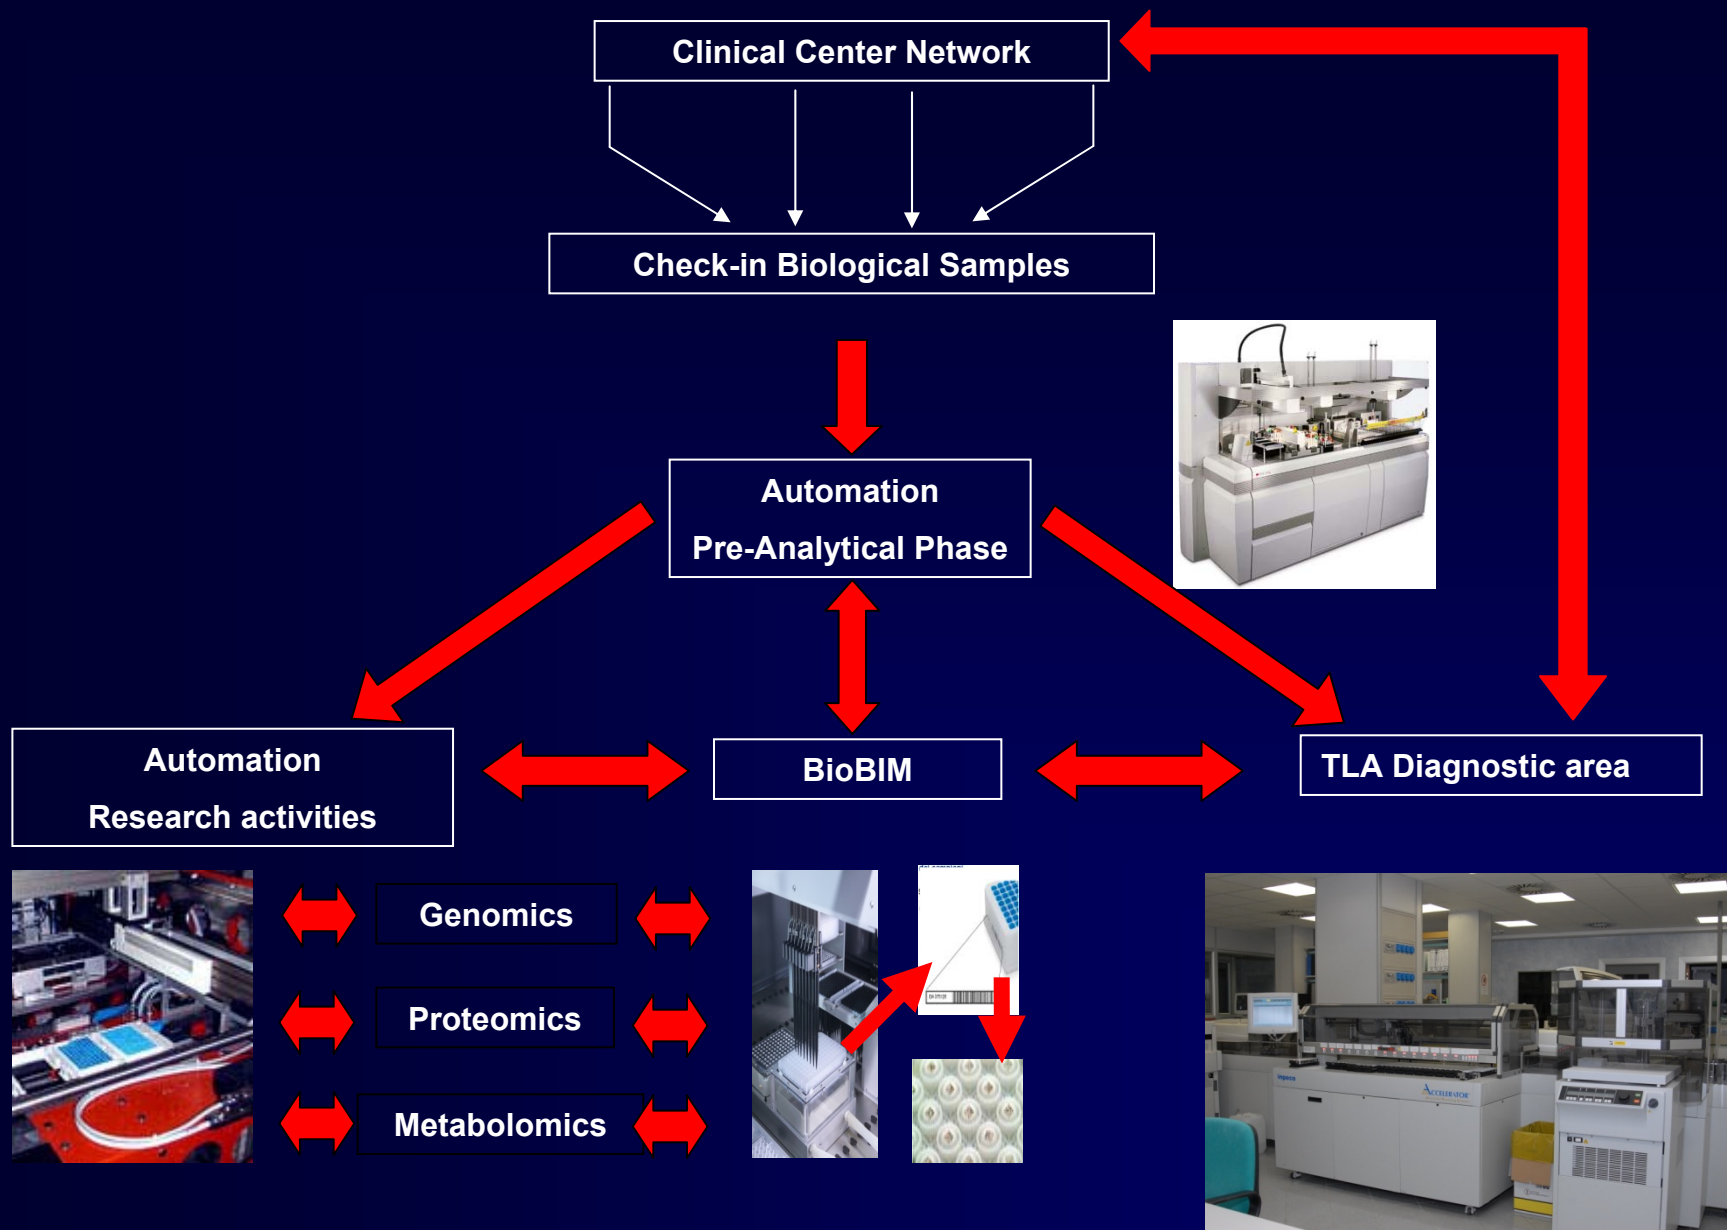 Clinical Center Network
Check-in Biological Samples
Automation
Pre-Analytical Phase
Automation
Research activities
BioBIM
TLA Diagnostic area
Genomics
Proteomics
Metabolomics
ACCELERATOR